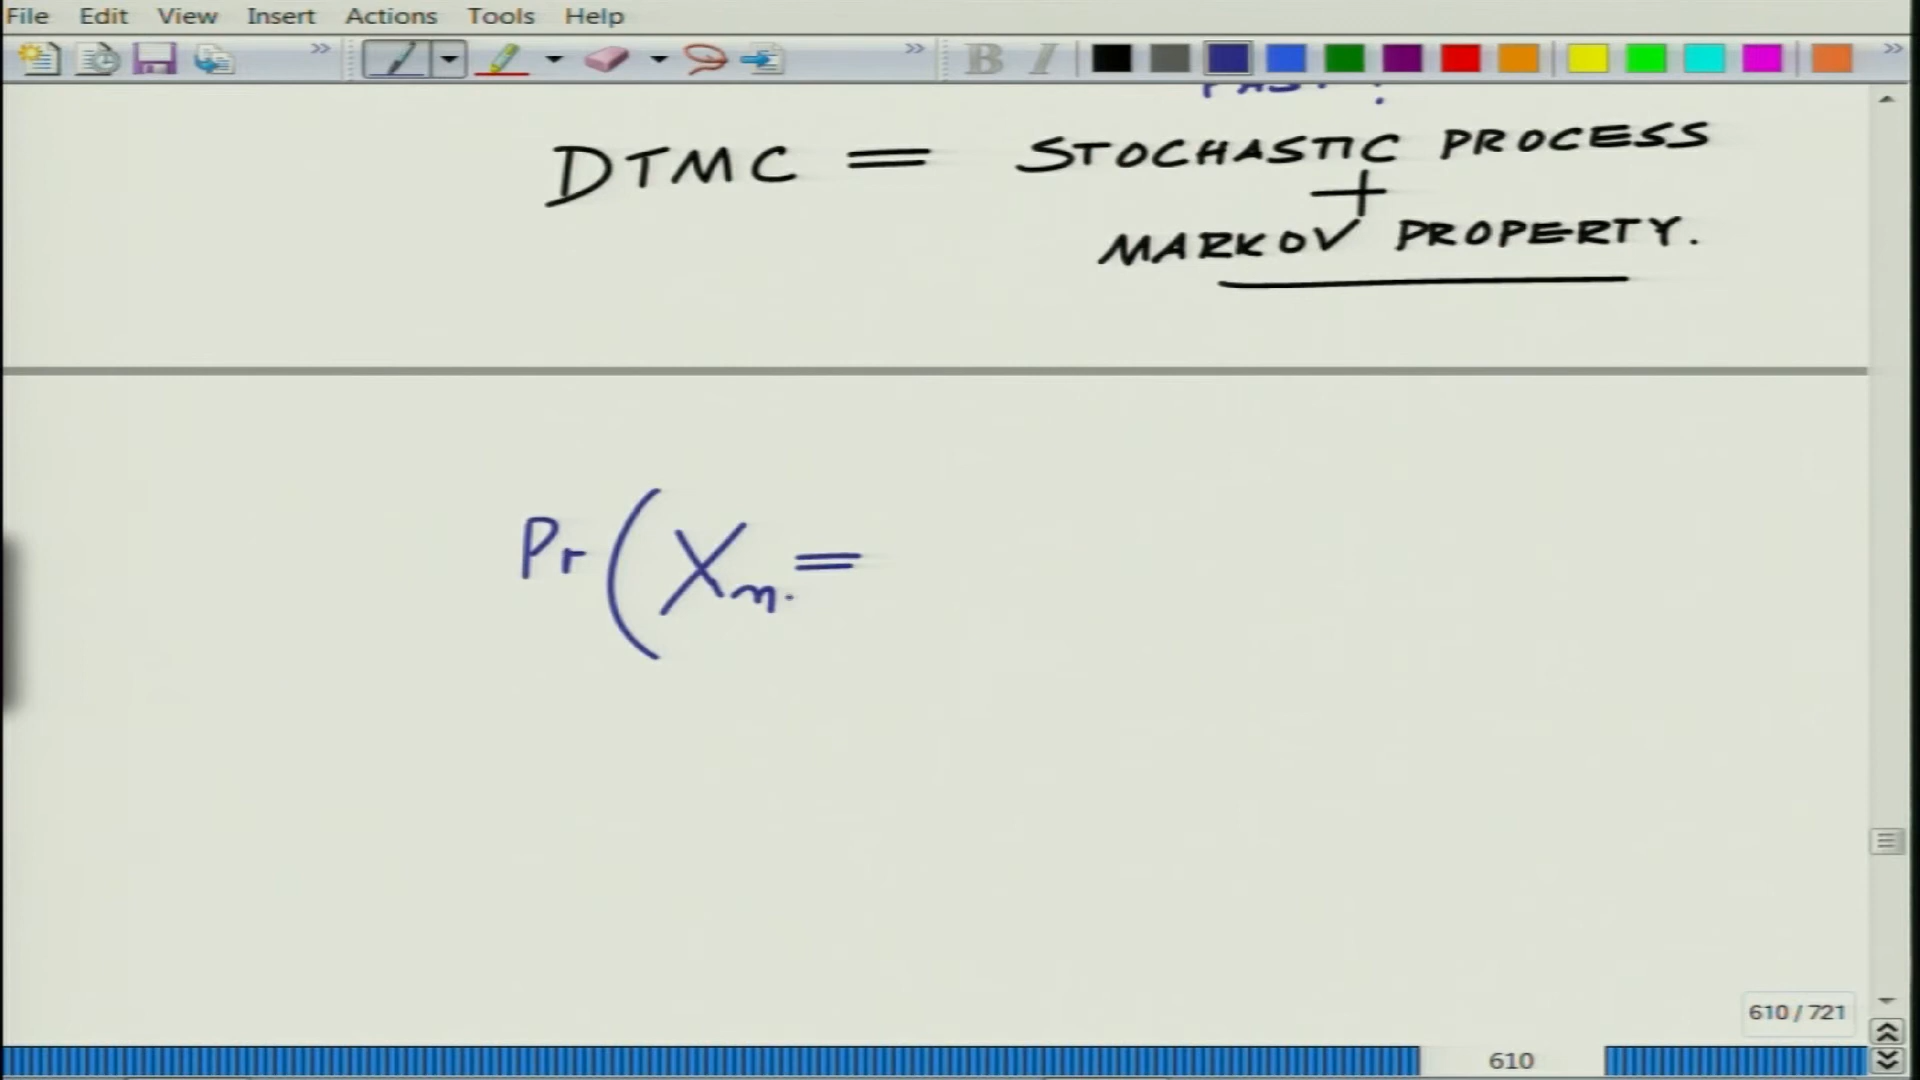 File Edit View Insert Actions Tools Help
B I
DTMC = STOCHASTIC PROCESS
+
MARKOV PROPERTY.
Pr(Xn =
610 / 721
610